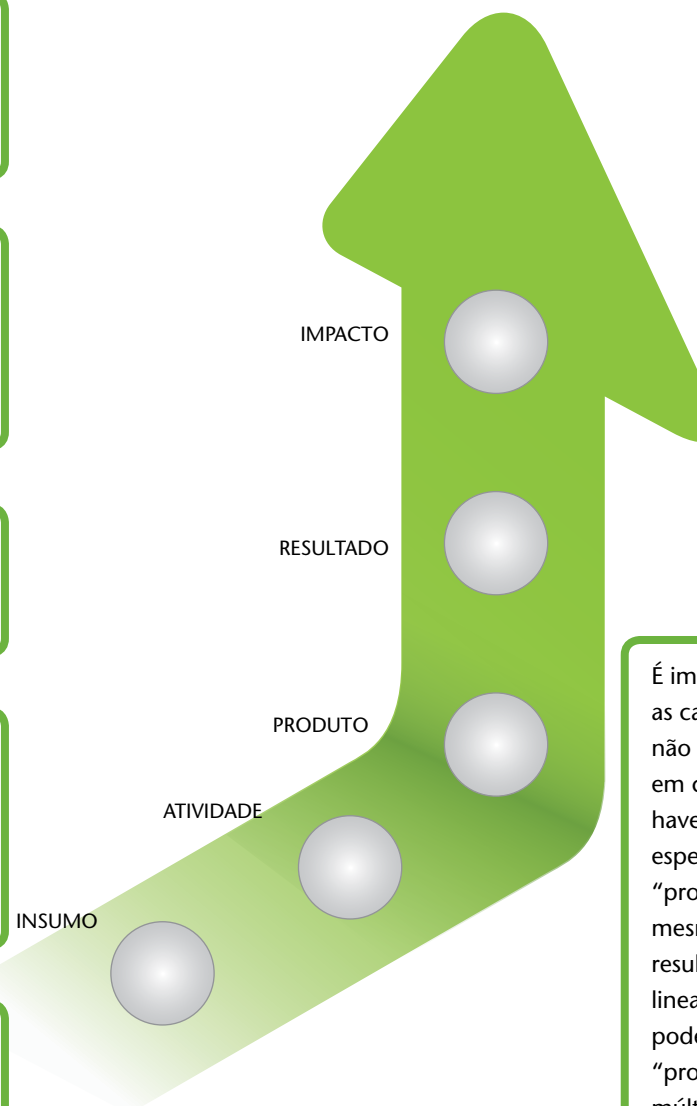 IMPACTO
RESULTADO
PRODUTO
ATIVIDADE
INSUMO
É im
as ca
não
em
have
espe
“pro
mesr
resul
linea
pode
“pro